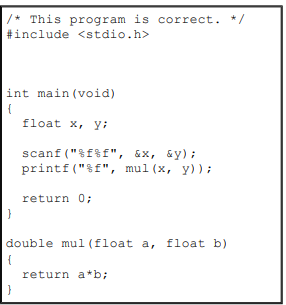 /* This program is correct. */
#include <stdio.h>
int main(void)
{
  float x, y;
  scanf("%f%f", &x, &y);
  printf("%f", mul(x, y));
  return 0;
}
double mul(float a, float b)
{
  return a*b;
}